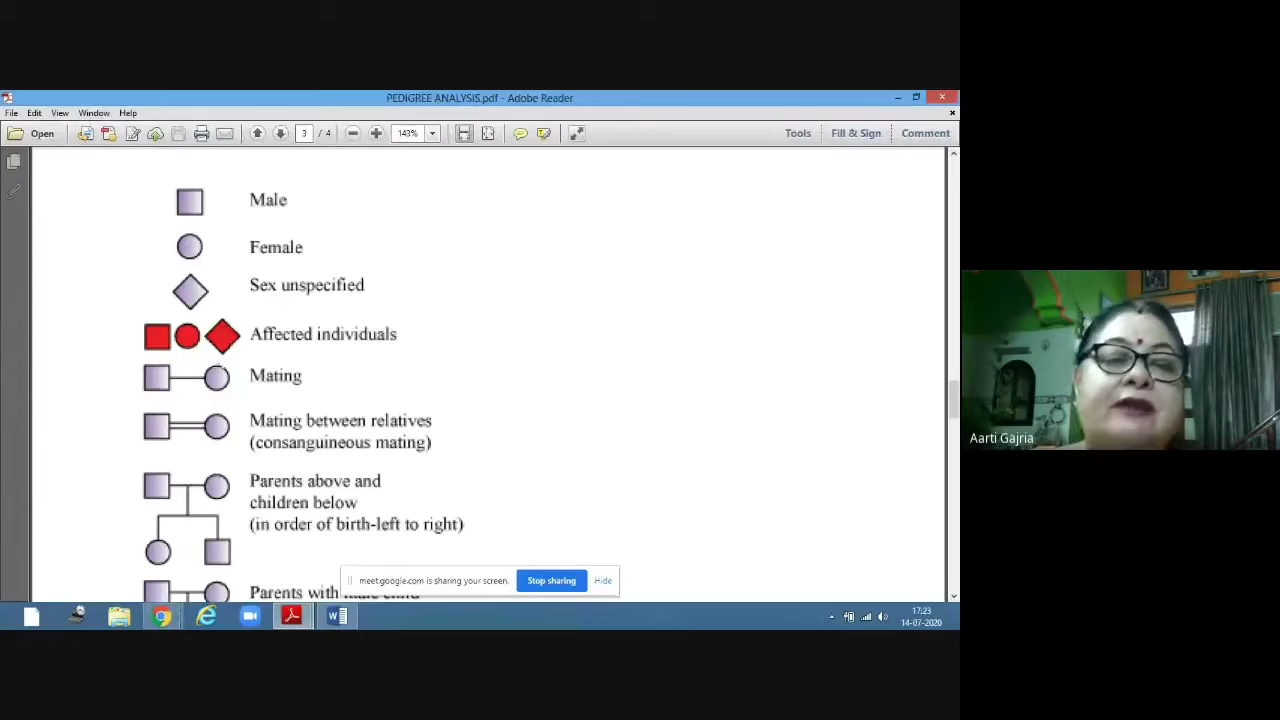 PEDIGREE ANALYSIS.pdf - Adobe Reader
File Edit View Window Help
Open 3 / 4 143% Tools Fill & Sign Comment
Male
Female
Sex unspecified
Affected individuals
Mating
Mating between relatives
(consanguineous mating)
Parents above and
children below
(in order of birth-left to right)
Parents with male child
meet.google.com is sharing your screen. Stop sharing Hide
17:23
14-07-2020
Aarti Gajria